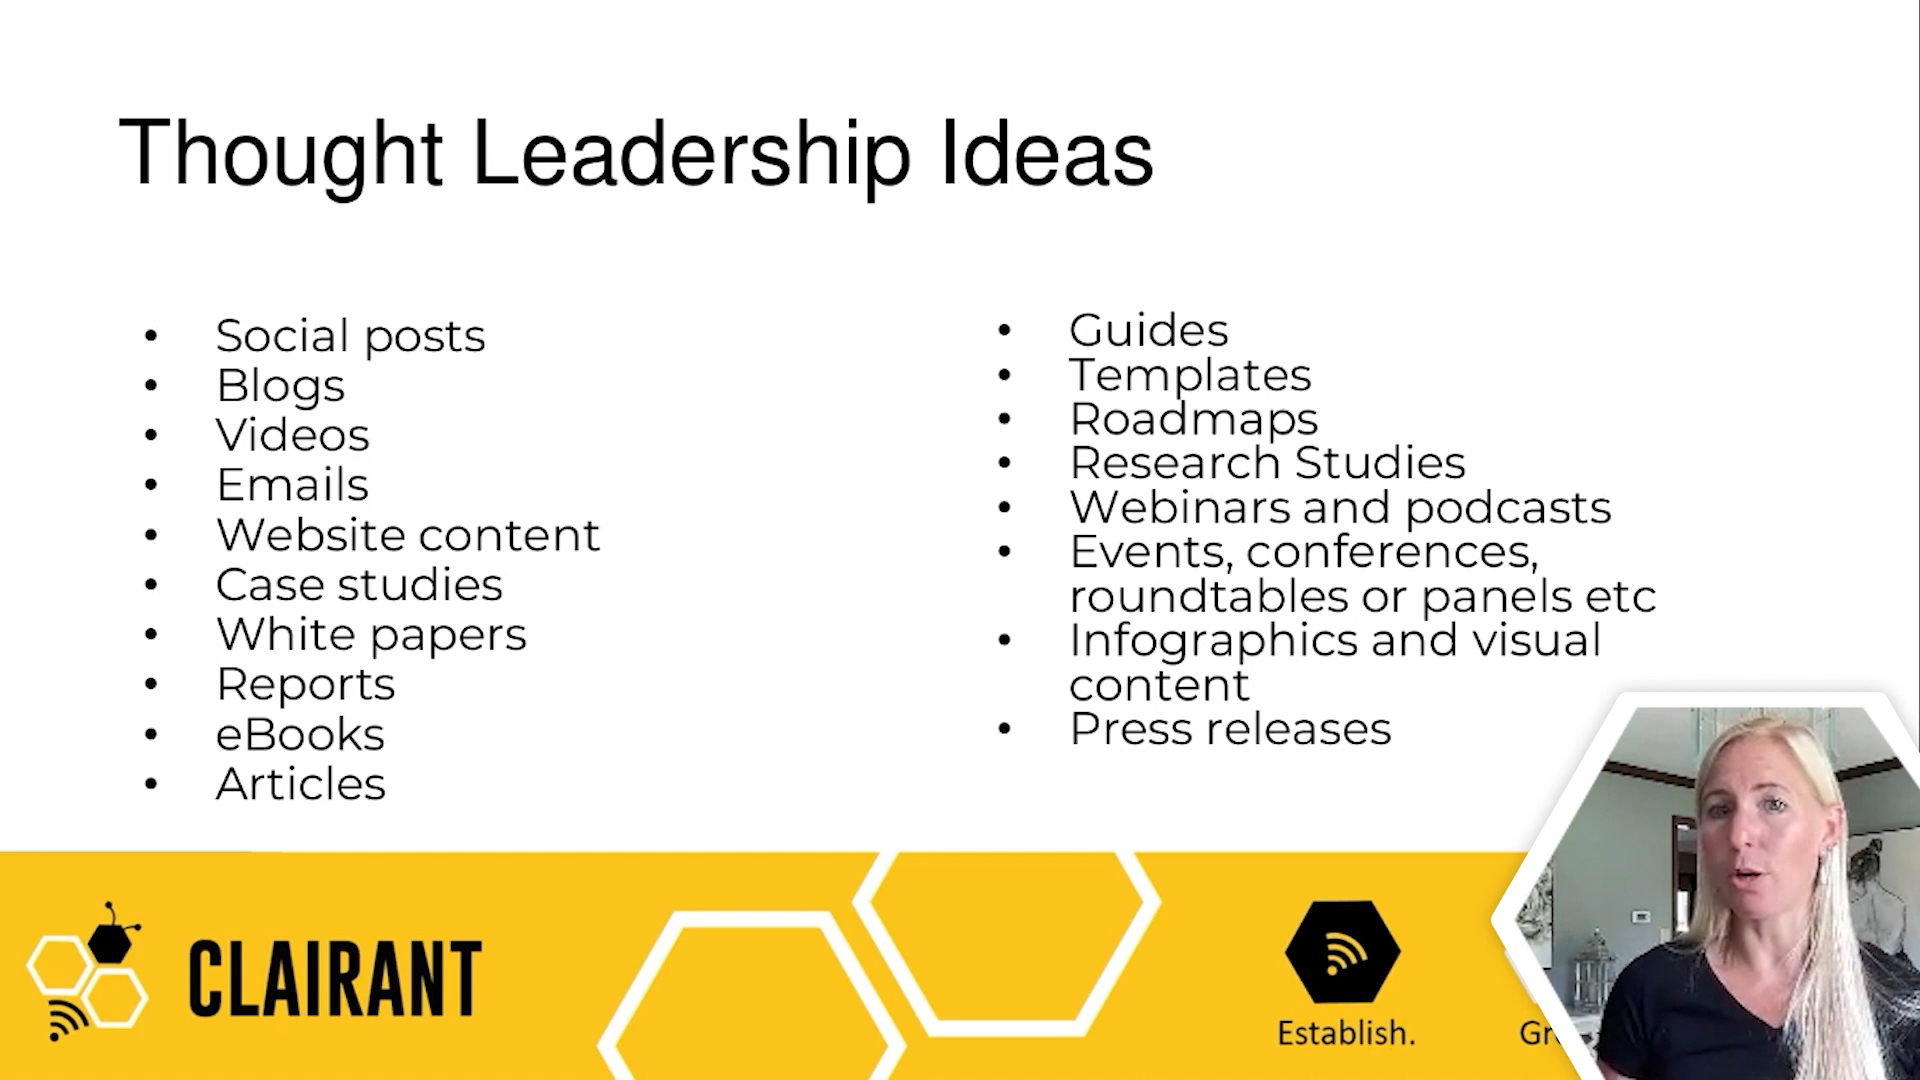 Thought Leadership Ideas
• Social posts
• Blogs
• Videos
• Emails
• Website content
• Case studies
• White papers
• Reports
• eBooks
• Articles
• Guides
• Templates
• Roadmaps
• Research Studies
• Webinars and podcasts
• Events, conferences,
roundtables or panels etc
• Infographics and visual
content
• Press releases
CLAIRANT
Establish.